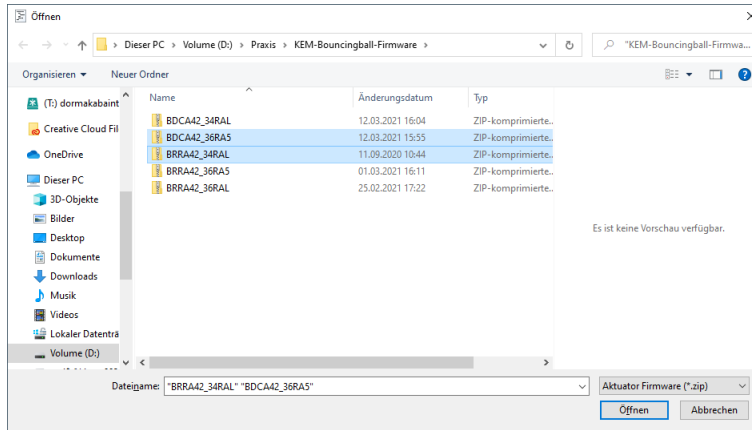 Öffnen
Dieser PC > Volume (D:) > Praxis > KEM-Bouncingball-Firmware >
"KEM-Bouncingball-Firmwa...
Organisieren
Neuer Ordner
Name Änderungsdatum Typ
(T:) dormakabaint
Creative Cloud Fil
OneDrive
Dieser PC
3D-Objekte
Bilder
Desktop
Dokumente
Downloads
Musik
Videos
Lokaler Datenträ
Volume (D:)
BDCA42_34RAL 12.03.2021 16:04 ZIP-komprimierte..
BDCA42_36RA5 12.03.2021 15:55 ZIP-komprimierte..
BRRA42_34RAL 11.09.2020 10:44 ZIP-komprimierte..
BRRA42_36RA5 01.03.2021 16:11 ZIP-komprimierte..
BRRA42_36RAL 25.02.2021 17:22 ZIP-komprimierte..
Es ist keine Vorschau verfügbar.
Dateiname: "BRRA42_34RAL" "BDCA42_36RA5"
Aktuator Firmware (*.zip)
Öffnen
Abbrechen